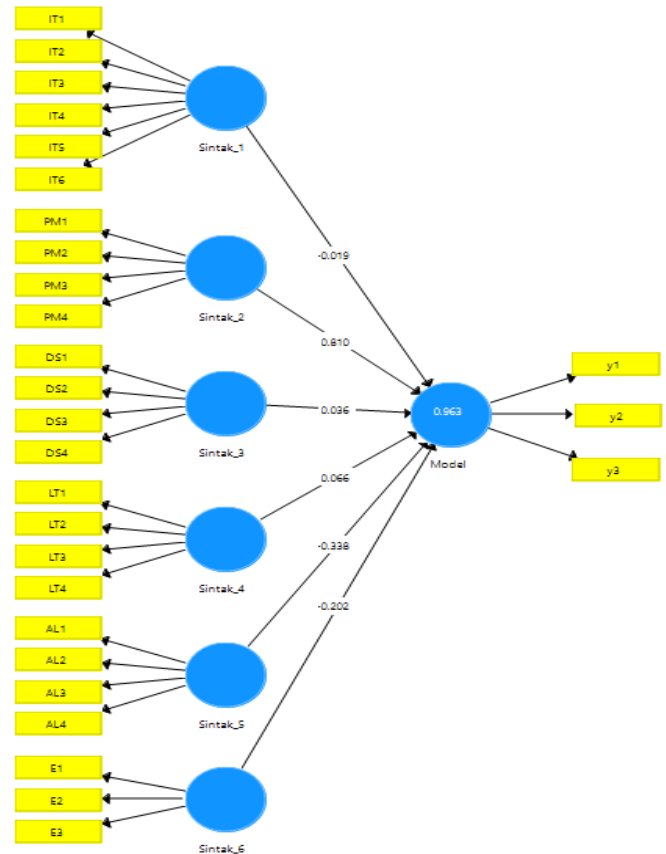 IT1
IT2
IT3
IT4
IT5
IT6
Sintak_1
PM1
PM2
PM3
PM4
Sintak_2
DS1
DS2
DS3
DS4
Sintak_3
LT1
LT2
LT3
LT4
Sintak_4
AL1
AL2
AL3
AL4
Sintak_5
E1
E2
E3
Sintak_6
-0.019
0.810
0.036
0.066
-0.338
-0.202
0.963
Model
y1
y2
y3